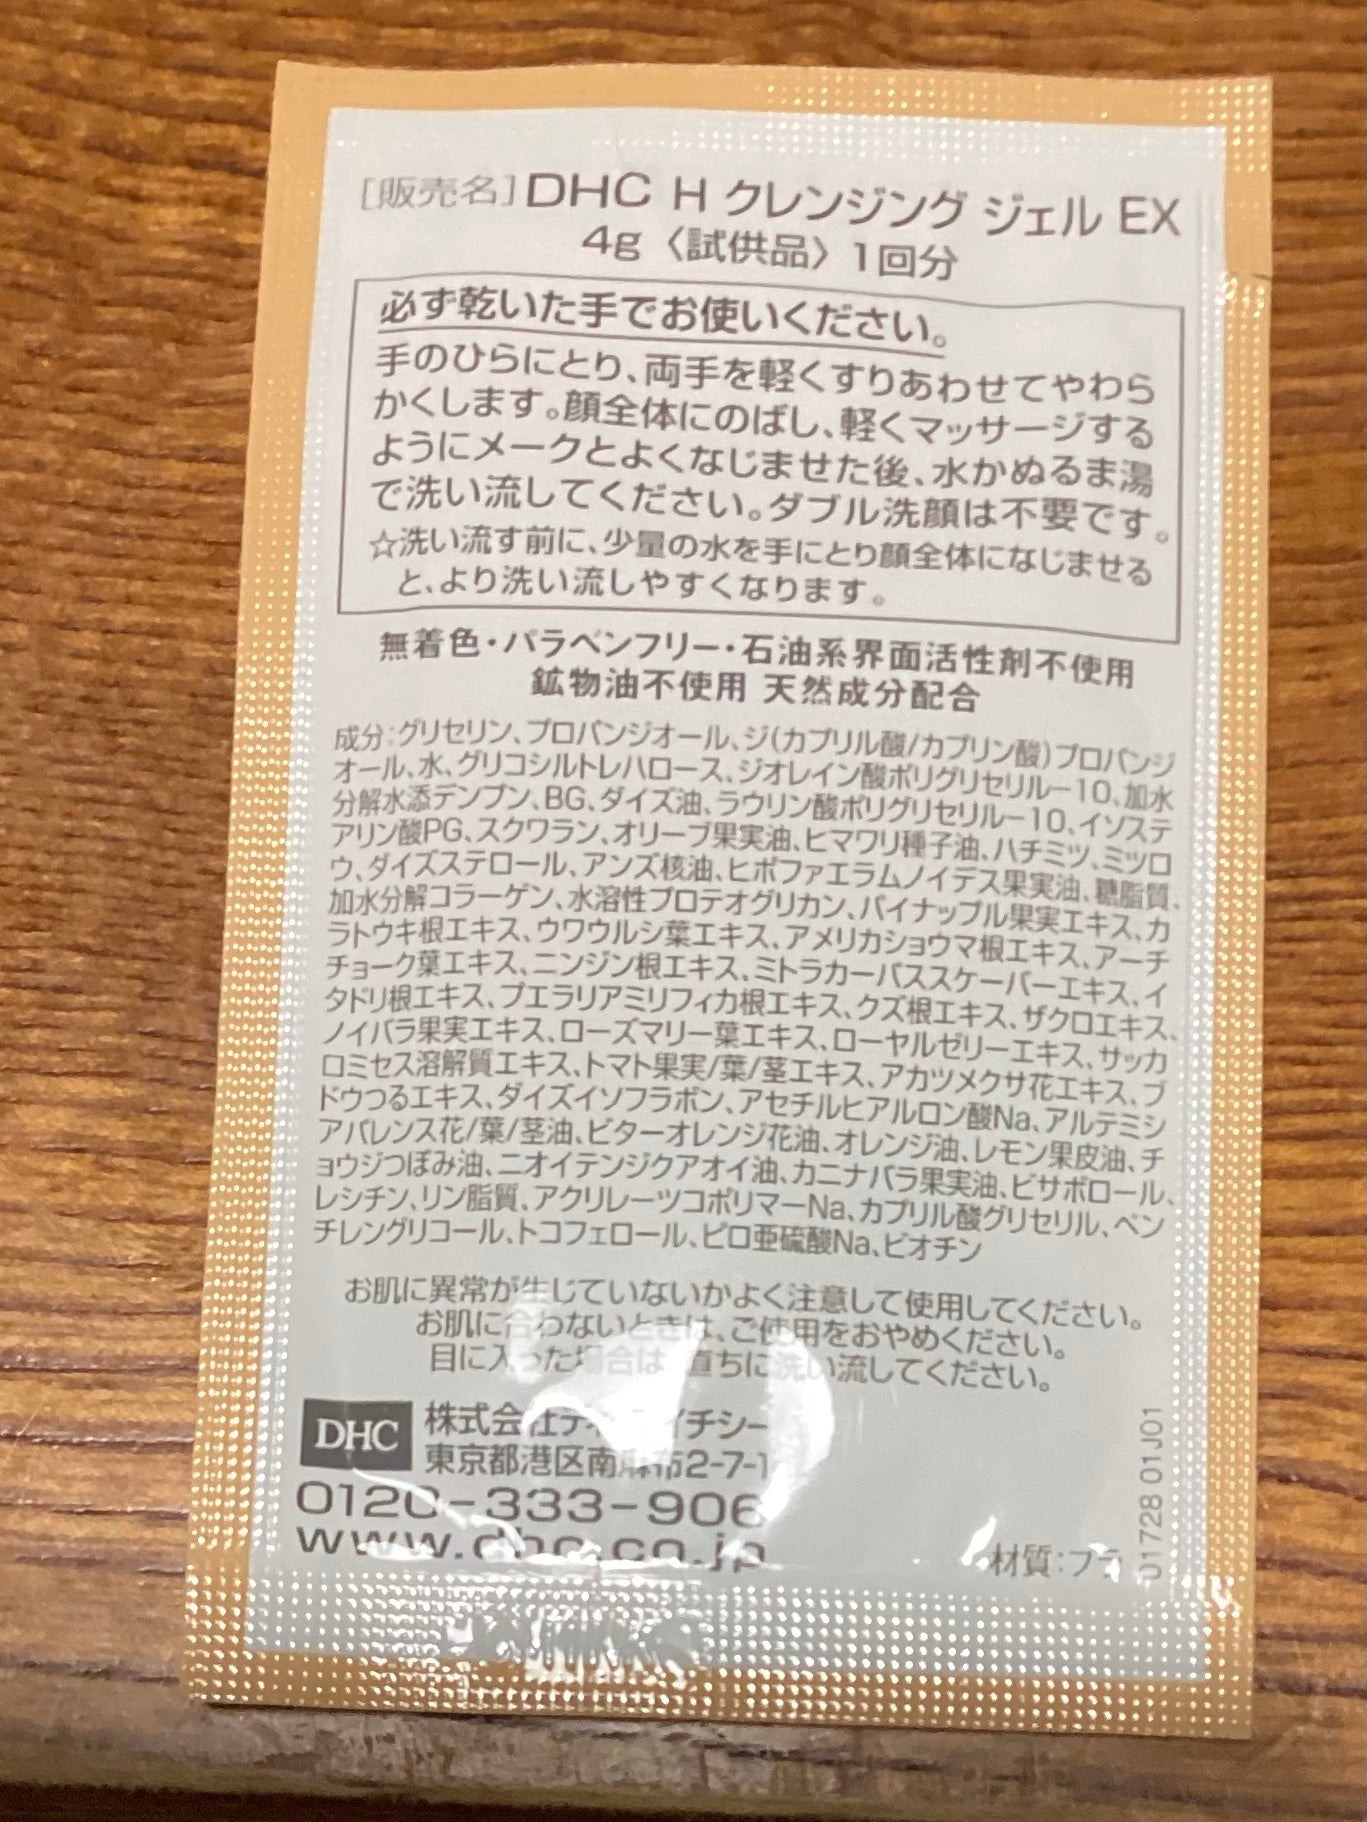 [販売名] DHC H クレンジング ジェル EX
4g〈試供品〉1回分
必ず乾いた手でお使いください。
手のひらにとり、両手を軽くすりあわせてやわら
かくします。顔全体にのばし、軽くマッサージする
ようにメークとよくなじませた後、水かぬるま湯
で洗い流してください。ダブル洗顔は不要です。
☆洗い流す前に、少量の水を手にとり顔全体になじませる
と、より洗い流しやすくなります。
無着色・パラベンフリー・石油系界面活性剤不使用
鉱物油不使用 天然成分配合
成分:グリセリン、プロパンジオール、ジ(カプリル酸/カプリン酸)プロパンジ
オール、水、グリコシルトレハロース、ジオレイン酸ポリグリセリル−10、加水
分解水添デンプン、BG、ダイズ油、ラウリン酸ポリグリセリル−10、イソステ
アリン酸PG、スクワラン、オリーブ果実油、ヒマワリ種子油、ハチミツ、ミツロ
ウ、ダイズステロール、アンズ核油、ヒポファエラムノイデス果実油、糖脂質、
加水分解コラーゲン、水溶性プロテオグリカン、パイナップル果実エキス、カ
ラトウキ根エキス、ウワウルシ葉エキス、アメリカショウマ根エキス、アーチ
チョーク葉エキス、ニンジン根エキス、ミトラカーパススケーバーエキス、イ
タドリ根エキス、プエラリアミリフィカ根エキス、クズ根エキス、ザクロエキス、
ノイバラ果実エキス、ローズマリー葉エキス、ローヤルゼリーエキス、サッカ
ロミセス溶解質エキス、トマト果実/葉/茎エキス、アカツメクサ花エキス、ブ
ドウつるエキス、ダイズイソフラボン、アセチルヒアルロン酸Na、アルテミシ
アパレンス花/葉/茎油、ビターオレンジ花油、オレンジ油、レモン果皮油、チ
ョウジつぼみ油、ニオイテンジクアオイ油、カニナバラ果実油、ビサボロール、
レシチン、リン脂質、アクリレーツコポリマーNa、カプリル酸グリセリル、ペン
チレングリコール、トコフェロール、ピロ亜硫酸Na、ビオチン
お肌に異常が生じていないかよく注意して使用してください。
お肌に合わないときは、ご使用をおやめください。
目に入った場合は 直ちに洗い流してください。
DHC 株式会社ディーエイチシー
東京都港区南麻布2-7-1
0120-333-906
www.dhc.co.jp
材質:プラ
01728 01J01